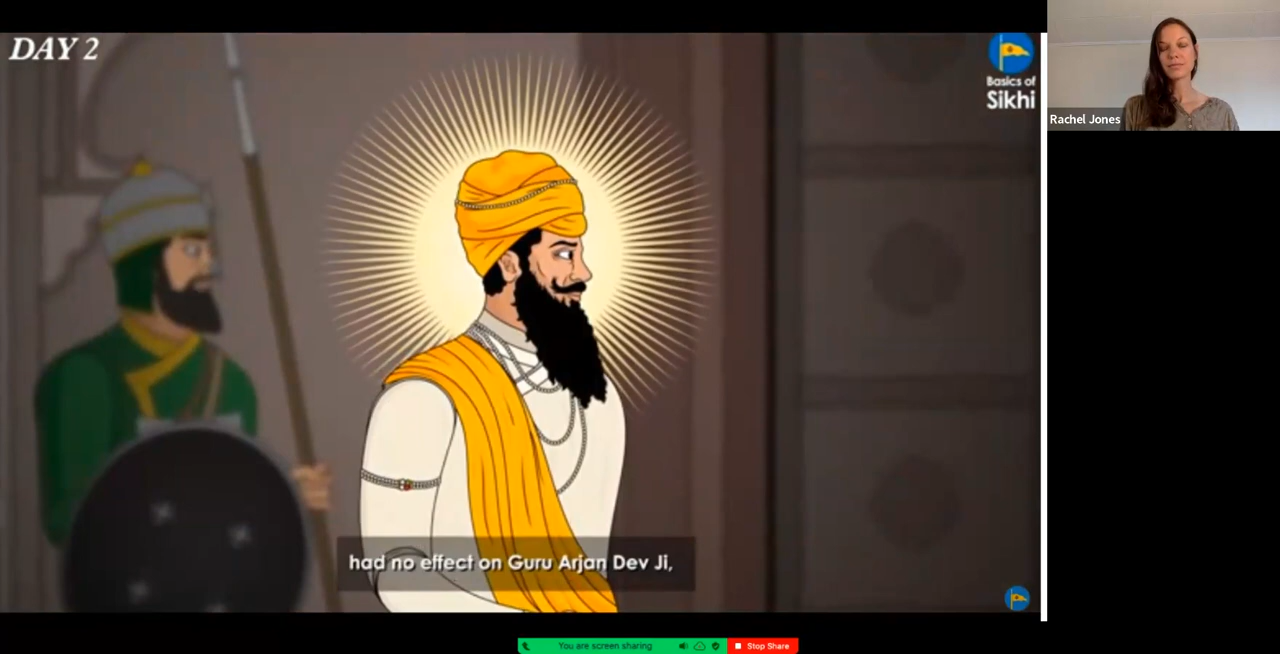 DAY 2
Basics of
Sikhi
Rachel Jones
had no effect on Guru Arjan Dev Ji,
You are screen sharing
Stop Share